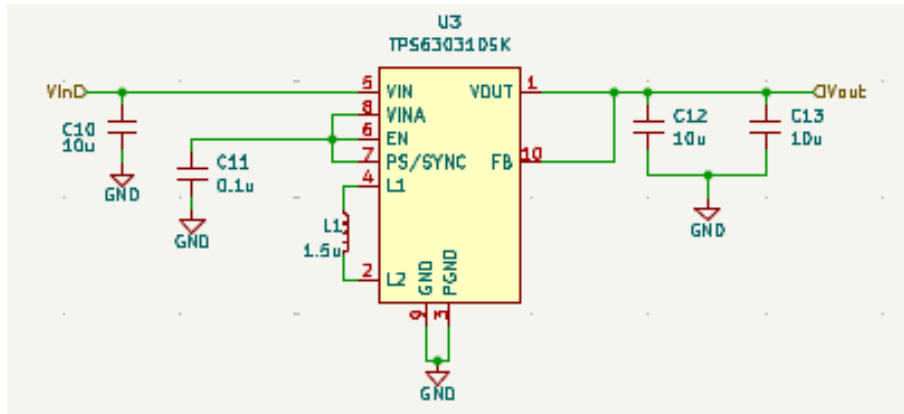 U3
TPS63031DSK
Vin
5
VIN
VOUT
1
Vout
8
VINA
C10
10u
6
EN
C12
10u
C13
10u
7
PS/SYNC
FB
10
C11
0.1u
4
L1
GND
L1
1.5u
GND
GND
2
L2
GND
PGND
9
3
GND